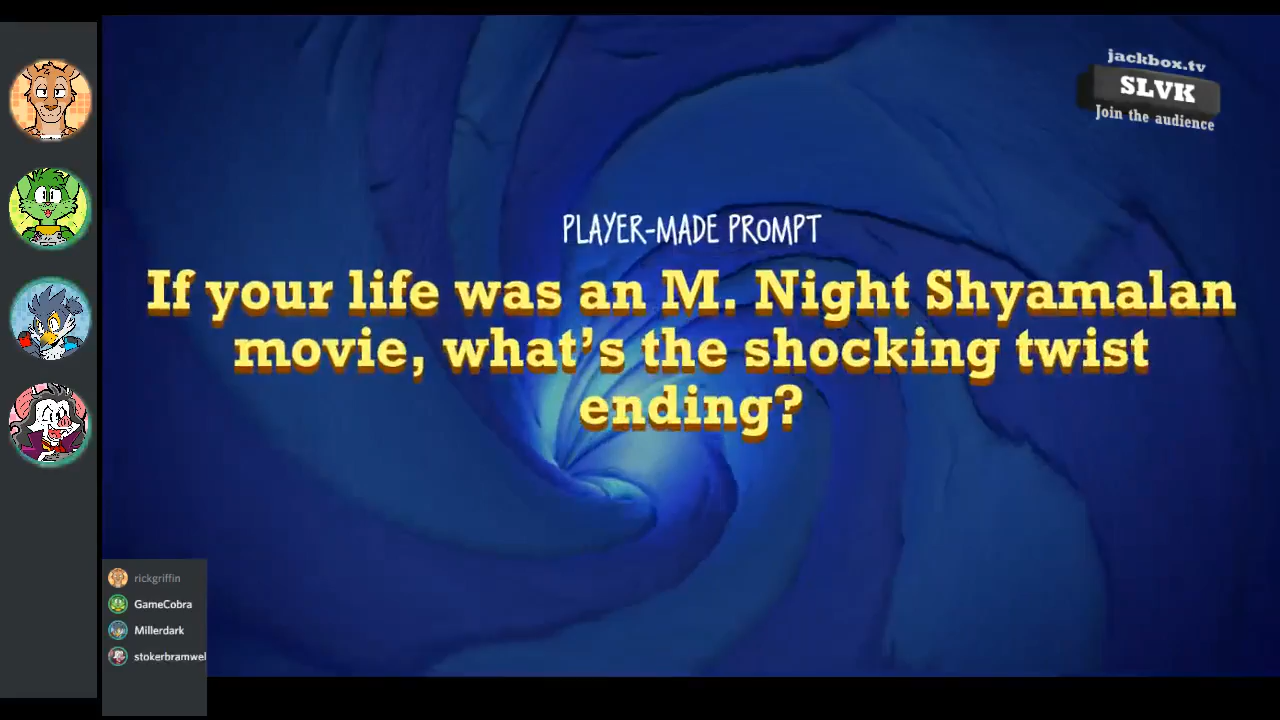 jackbox.tv
SLVK
Join the audience
PLAYER-MADE PROMPT
If your life was an M. Night Shyamalan
movie, what's the shocking twist
ending?
rickgriffin
GameCobra
Millerdark
stokerbramwel